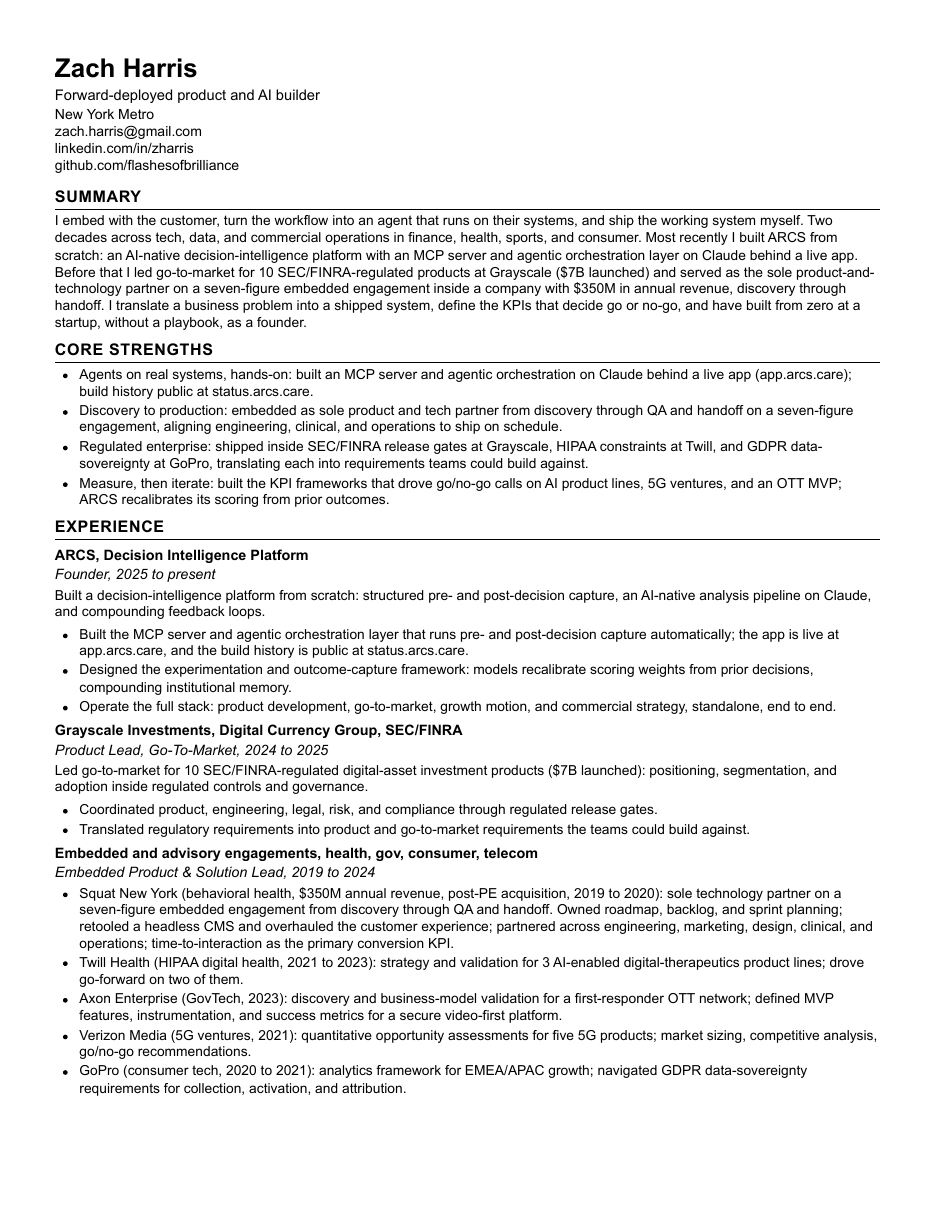 Zach Harris
Forward-deployed product and AI builder
New York Metro
zach.harris@gmail.com
linkedin.com/in/zharris
github.com/flashesofbrilliance
SUMMARY
I embed with the customer, turn the workflow into an agent that runs on their systems, and ship the working system myself. Two
decades across tech, data, and commercial operations in finance, health, sports, and consumer. Most recently I built ARCS from
scratch: an AI-native decision-intelligence platform with an MCP server and agentic orchestration layer on Claude behind a live app.
Before that I led go-to-market for 10 SEC/FINRA-regulated products at Grayscale ($7B launched) and served as the sole product-and-
technology partner on a seven-figure embedded engagement inside a company with $350M in annual revenue, discovery through
handoff. I translate a business problem into a shipped system, define the KPIs that decide go or no-go, and have built from zero at a
startup, without a playbook, as a founder.
CORE STRENGTHS
• Agents on real systems, hands-on: built an MCP server and agentic orchestration on Claude behind a live app (app.arcs.care);
build history public at status.arcs.care.
• Discovery to production: embedded as sole product and tech partner from discovery through QA and handoff on a seven-figure
engagement, aligning engineering, clinical, and operations to ship on schedule.
• Regulated enterprise: shipped inside SEC/FINRA release gates at Grayscale, HIPAA constraints at Twill, and GDPR data-
sovereignty at GoPro, translating each into requirements teams could build against.
• Measure, then iterate: built the KPI frameworks that drove go/no-go calls on AI product lines, 5G ventures, and an OTT MVP;
ARCS recalibrates its scoring from prior outcomes.
EXPERIENCE
ARCS, Decision Intelligence Platform
Founder, 2025 to present
Built a decision-intelligence platform from scratch: structured pre- and post-decision capture, an AI-native analysis pipeline on Claude,
and compounding feedback loops.
• Built the MCP server and agentic orchestration layer that runs pre- and post-decision capture automatically; the app is live at
app.arcs.care, and the build history is public at status.arcs.care.
• Designed the experimentation and outcome-capture framework: models recalibrate scoring weights from prior decisions,
compounding institutional memory.
• Operate the full stack: product development, go-to-market, growth motion, and commercial strategy, standalone, end to end.
Grayscale Investments, Digital Currency Group, SEC/FINRA
Product Lead, Go-To-Market, 2024 to 2025
Led go-to-market for 10 SEC/FINRA-regulated digital-asset investment products ($7B launched): positioning, segmentation, and
adoption inside regulated controls and governance.
• Coordinated product, engineering, legal, risk, and compliance through regulated release gates.
• Translated regulatory requirements into product and go-to-market requirements the teams could build against.
Embedded and advisory engagements, health, gov, consumer, telecom
Embedded Product & Solution Lead, 2019 to 2024
• Squat New York (behavioral health, $350M annual revenue, post-PE acquisition, 2019 to 2020): sole technology partner on a
seven-figure embedded engagement from discovery through QA and handoff. Owned roadmap, backlog, and sprint planning;
retooled a headless CMS and overhauled the customer experience; partnered across engineering, marketing, design, clinical, and
operations; time-to-interaction as the primary conversion KPI.
• Twill Health (HIPAA digital health, 2021 to 2023): strategy and validation for 3 AI-enabled digital-therapeutics product lines; drove
go-forward on two of them.
• Axon Enterprise (GovTech, 2023): discovery and business-model validation for a first-responder OTT network; defined MVP
features, instrumentation, and success metrics for a secure video-first platform.
• Verizon Media (5G ventures, 2021): quantitative opportunity assessments for five 5G products; market sizing, competitive analysis,
go/no-go recommendations.
• GoPro (consumer tech, 2020 to 2021): analytics framework for EMEA/APAC growth; navigated GDPR data-sovereignty
requirements for collection, activation, and attribution.